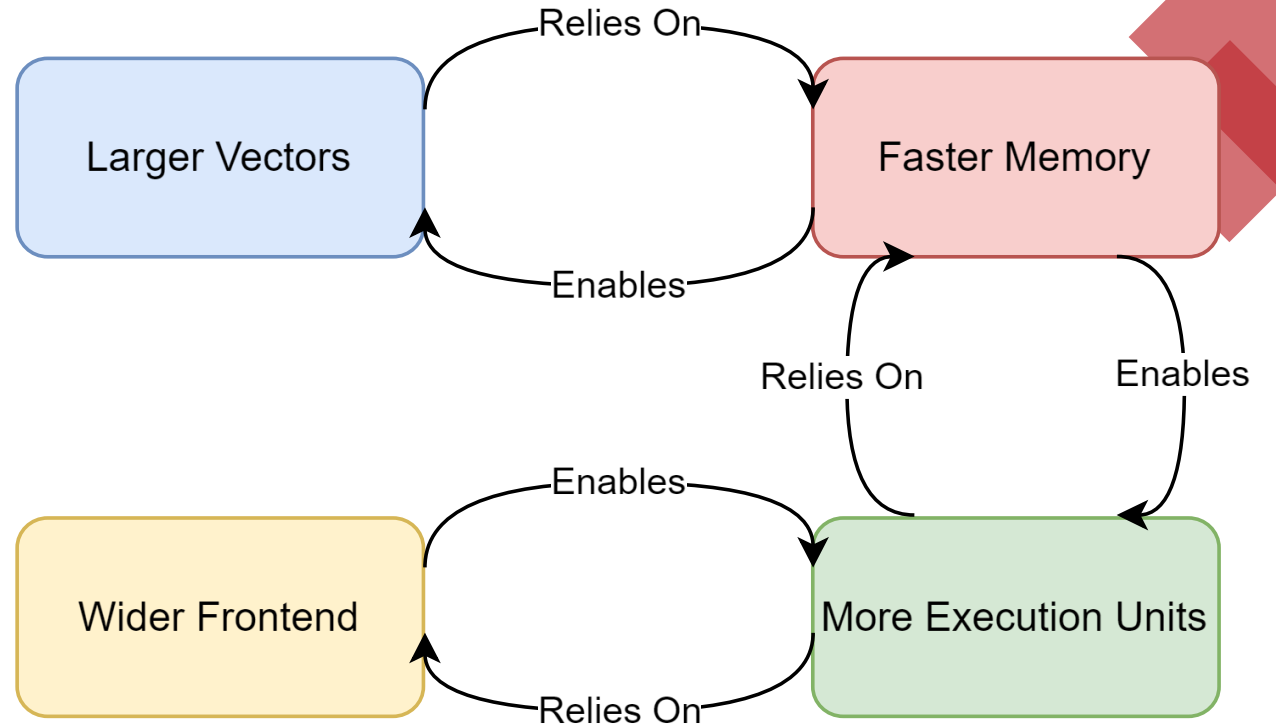 Relies On
Larger Vectors
Faster Memory
Enables
Relies On
Enables
Enables
Wider Frontend
More Execution Units
Relies On